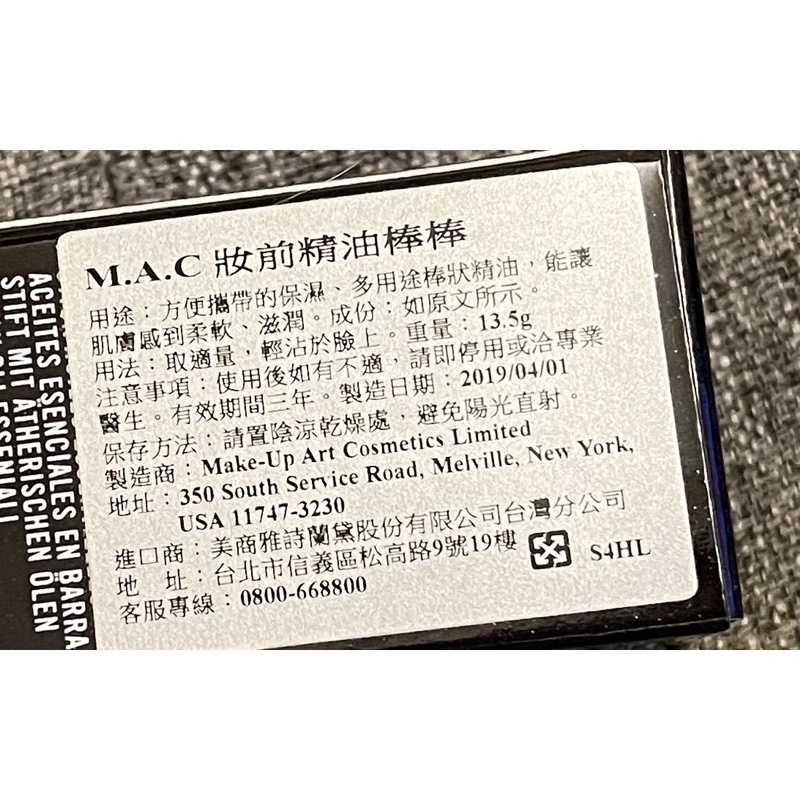 M.A.C 妝前精油棒棒
用途：方便攜帶的保濕、多用途棒狀精油，能讓
肌膚感到柔軟、滋潤。成份：如原文所示。
用法：取適量，輕沾於臉上。重量：13.5g
注意事項：使用後如有不適，請即停用或洽專業
醫生。有效期間三年。製造日期：2019/04/01
保存方法：請置陰涼乾燥處，避免陽光直射。
製造商：Make-Up Art Cosmetics Limited
地址：350 South Service Road, Melville, New York,
USA 11747-3230
進口商：美商雅詩蘭黛股份有限公司台灣分公司
地 址：台北市信義區松高路9號19樓
S4HL
客服專線：0800-668800
ACEITES ESENCIALES EN BARRA
STIFT MIT ÄTHERISCHEN ÖLEN